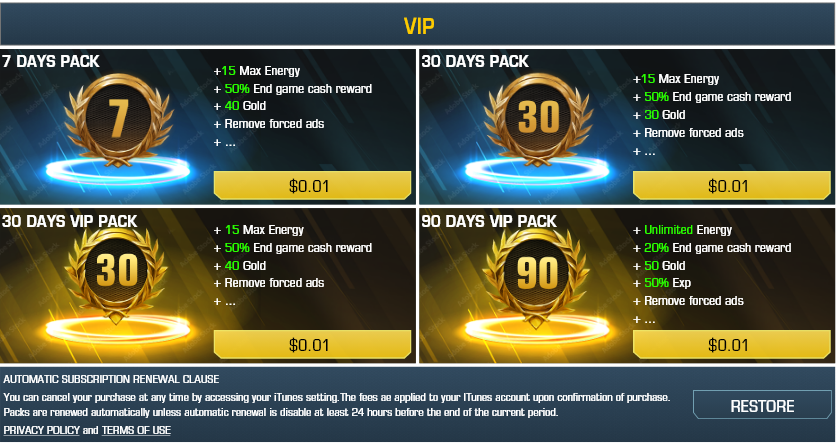 VIP
7 DAYS PACK
7
+15 Max Energy
+ 50% End game cash reward
+ 40 Gold
+ Remove forced ads
+ ...
$0.01
30 DAYS PACK
30
+15 Max Energy
+ 50% End game cash reward
+ 30 Gold
+ Remove forced ads
+ ...
$0.01
30 DAYS VIP PACK
30
+ 15 Max Energy
+ 50% End game cash reward
+ 40 Gold
+ Remove forced ads
+ ...
$0.01
90 DAYS VIP PACK
90
+ Unlimited Energy
+ 20% End game cash reward
+ 50 Gold
+ 50% Exp
+ Remove forced ads
+ ...
$0.01
AUTOMATIC SUBSCRIPTION RENEWAL CLAUSE
You can cancel your purchase at any time by accessing your iTunes setting.The fees ae applied to your ITunes account upon confirmation of purchase.
Packs are renewed automatically unless automatic renewal is disable at least 24 hours before the end of the current period.
PRIVACY POLICY and TERMS OF USE
RESTORE